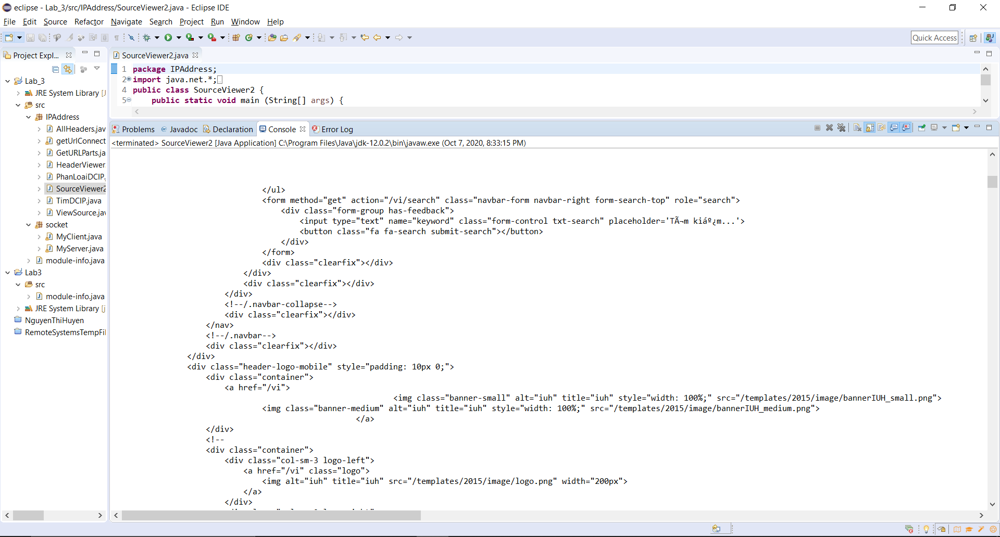 eclipse - Lab_3/src/IPAddress/SourceViewer2.java - Eclipse IDE
File Edit Source Refactor Navigate Search Project Run Window Help
Quick Access
Project Expl...
Lab_3
JRE System Library [J
src
IPAddress
AllHeaders.jav
getUrlConnect
GetURLParts.ja
HeaderViewer
PhanLoaiDCIP.
SourceViewer2
TimDCIP.java
ViewSource.jav
socket
MyClient.java
MyServer.java
module-info.java
Lab3
src
module-info.java
JRE System Library [j
NguyenThiHuyen
RemoteSystemsTempFil
SourceViewer2.java
1 package IPAddress;
2 import java.net.*;
4 public class SourceViewer2 {
5 public static void main (String[] args) {
Problems @ Javadoc Declaration Console Error Log
<terminated> SourceViewer2 [Java Application] C:\Program Files\Java\jdk-12.0.2\bin\javaw.exe (Oct 7, 2020, 8:33:15 PM)
</ul>
<form method="get" action="/vi/search" class="navbar-form navbar-right form-search-top" role="search">
<div class="form-group has-feedback">
<input type="text" name="keyword" class="form-control txt-search" placeholder='TÃ¬m kiáº¿m...'>
<button class="fa fa-search submit-search"></button>
</div>
</form>
<div class="clearfix"></div>
</div>
<div class="clearfix"></div>
</div>
<!--/.navbar-collapse-->
<div class="clearfix"></div>
</nav>
<!--/.navbar-->
<div class="clearfix"></div>
</div>
<div class="header-logo-mobile" style="padding: 10px 0;">
<div class="container">
<a href="/vi">
<img class="banner-small" alt="iuh" title="iuh" style="width: 100%;" src="/templates/2015/image/bannerIUH_small.png">
<img class="banner-medium" alt="iuh" title="iuh" style="width: 100%;" src="/templates/2015/image/bannerIUH_medium.png">
</a>
</div>
<!--
<div class="container">
<div class="col-sm-3 logo-left">
<a href="/vi" class="logo">
<img alt="iuh" title="iuh" src="/templates/2015/image/logo.png" width="200px">
</a>
</div>